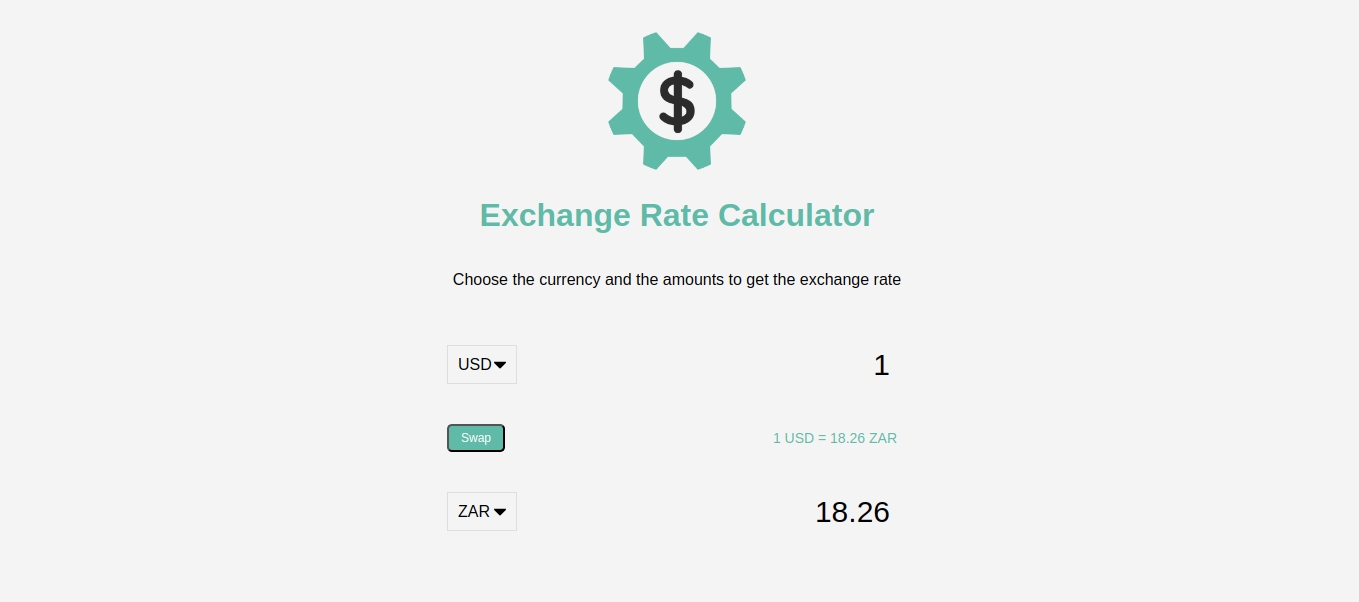 $
Exchange Rate Calculator
Choose the currency and the amounts to get the exchange rate
USD 1
Swap 1 USD = 18.26 ZAR
ZAR 18.26